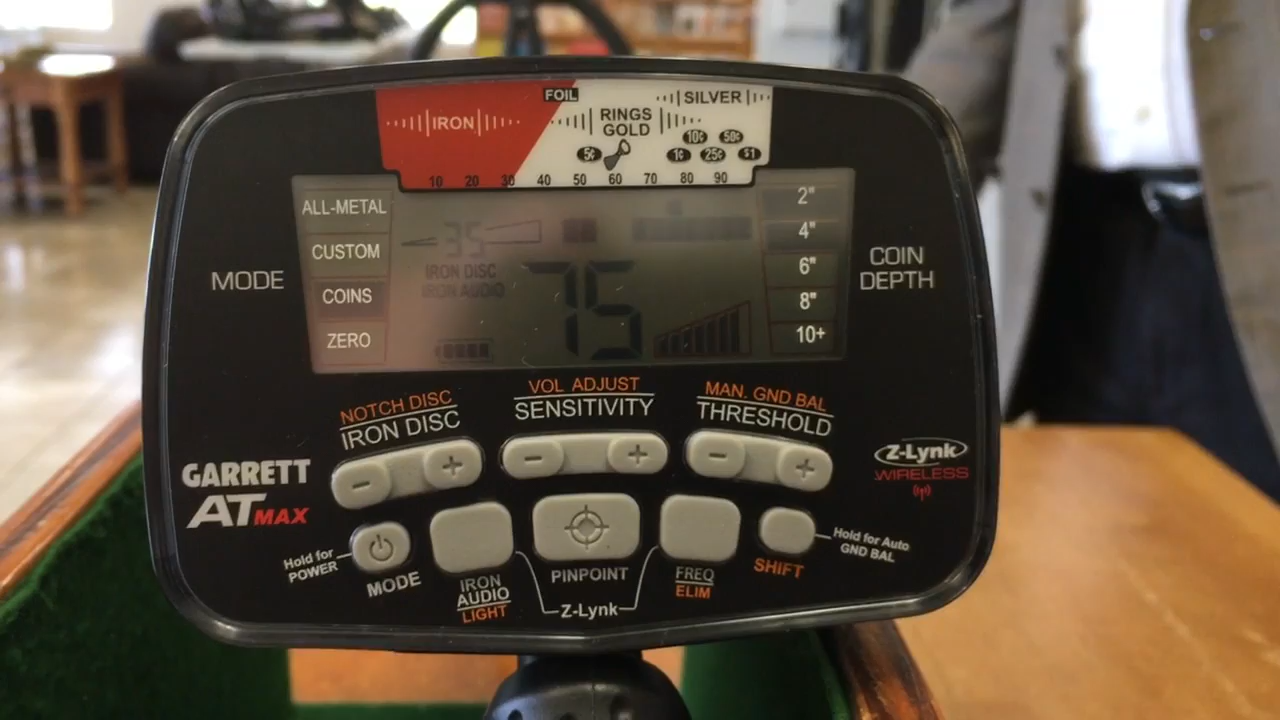 FOIL
SILVER
IRON
RINGS
GOLD
10¢ 50¢
5¢ 1¢ 25¢ $1
10 20 30 40 50 60 70 80 90
ALL-METAL
CUSTOM
COINS
ZERO
MODE
35
IRON DISC
IRON AUDIO
75
2"
4"
6"
8"
10+
COIN
DEPTH
NOTCH DISC
IRON DISC
VOL ADJUST
SENSITIVITY
MAN. GND BAL
THRESHOLD
- +
- +
- +
GARRETT
AT MAX
Z-Lynk
WIRELESS
Hold for
POWER
MODE
IRON
AUDIO
LIGHT
PINPOINT
Z-Lynk
FREQ
ELIM
SHIFT
Hold for Auto
GND BAL